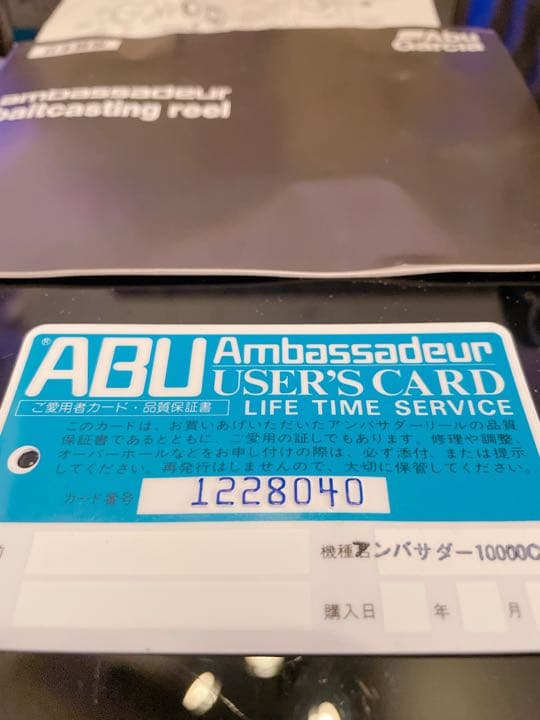 Abu
Garcia
ambassadeur
baitcasting reel
ABU® Ambassadeur
USER'S CARD
ご愛用者カード・品質保証書 LIFE TIME SERVICE
このカードは、お買いあげいただいたアンバサダーリールの品質
保証書であるとともに、ご愛用の証しでもあります。修理や調整、
オーバーホールなどをお申し付けの際は、必ず添付、または提示
してください。再発行はしませんので、大切に保管してください。
カード番号 1228040
前 機種名 アンバサダー10000C
購入日 年 月